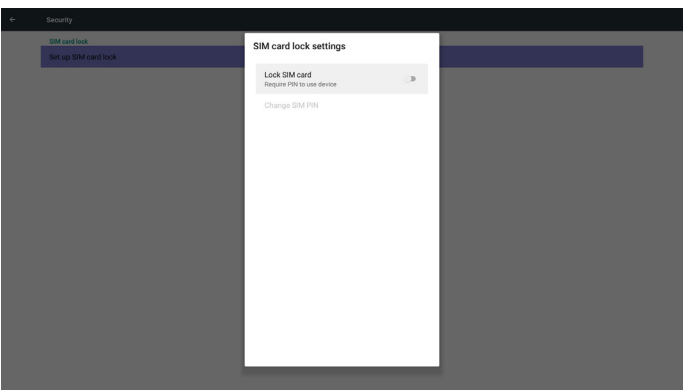 Security
SIM card lock
Set up SIM card lock
SIM card lock settings
Lock SIM card
Require PIN to use device
Change SIM PIN